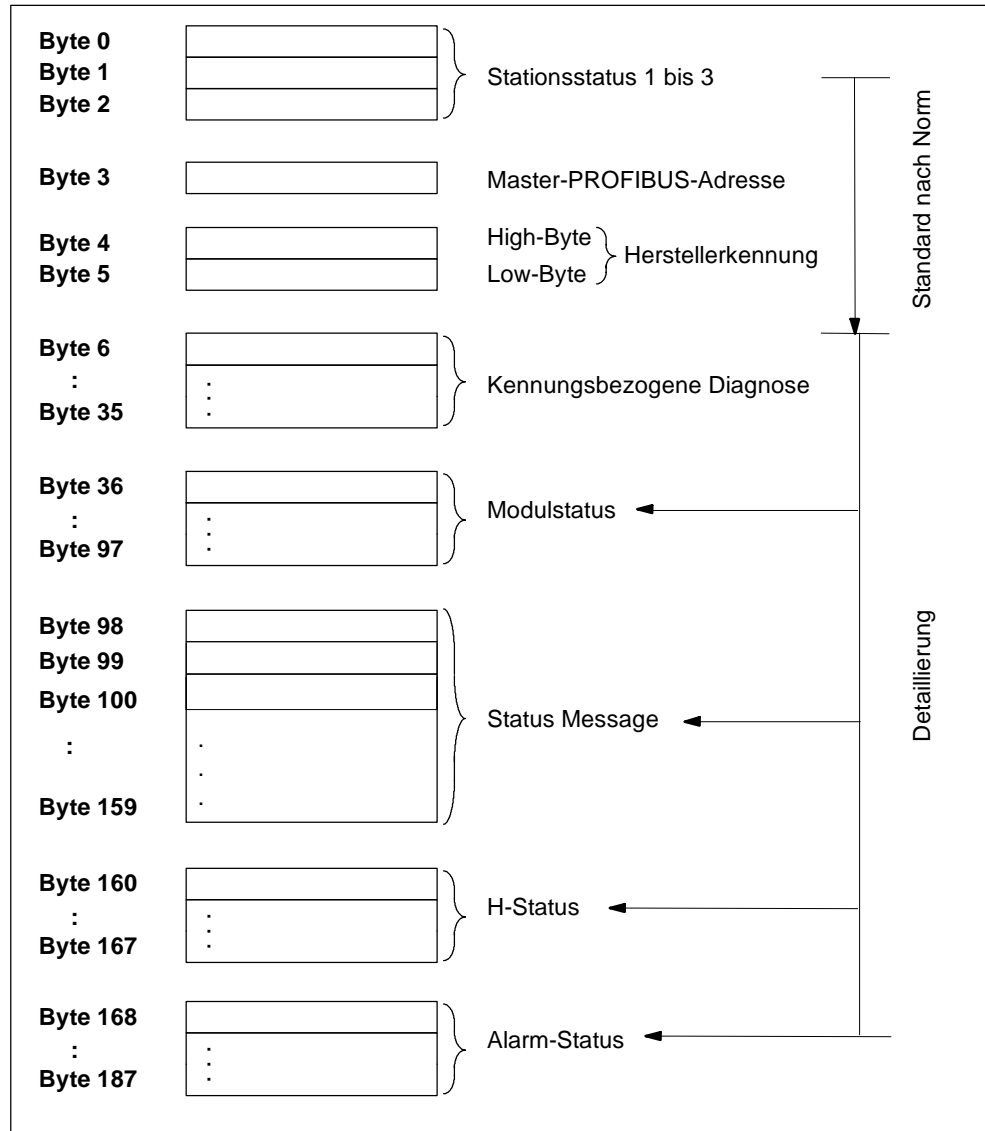 Byte 0
Byte 1
Byte 2
Stationsstatus 1 bis 3
Byte 3
Master-PROFIBUS-Adresse
Byte 4
Byte 5
High-Byte
Low-Byte
Herstellerkennung
Standard nach Norm
Byte 6
:
Byte 35
Kennungsbezogene Diagnose
Byte 36
:
Byte 97
Modulstatus
Byte 98
Byte 99
Byte 100
:
Byte 159
Status Message
Detaillierung
Byte 160
:
Byte 167
H-Status
Byte 168
:
Byte 187
Alarm-Status